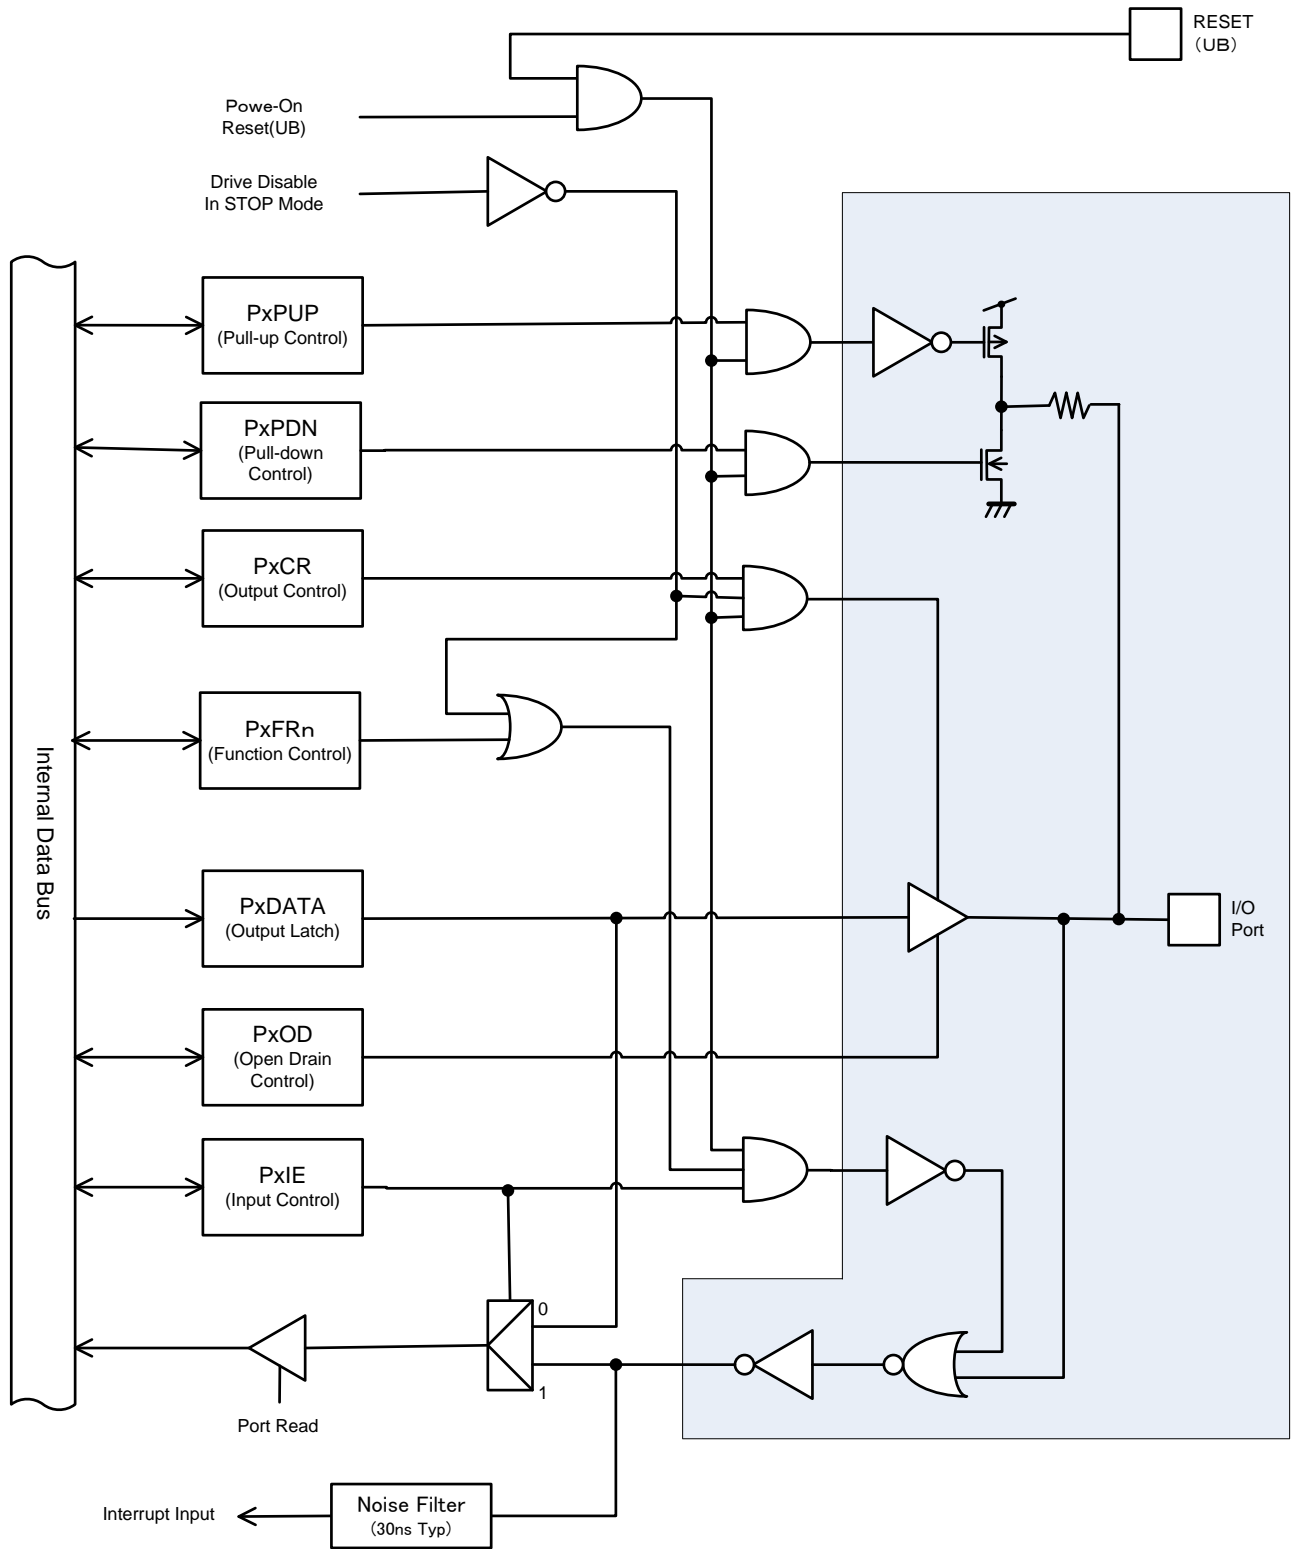 RESET
（UB）
Powe-On
Reset(UB)
Drive Disable
In STOP Mode
PxPUP
(Pull-up Control)
PxPDN
(Pull-down
Control)
PxCR
(Output Control)
PxFRn
(Function Control)
Internal Data Bus
PxDATA
(Output Latch)
I/O
Port
PxOD
(Open Drain
Control)
PxIE
(Input Control)
0
1
Port Read
Noise Filter
(30ns Typ)
Interrupt Input